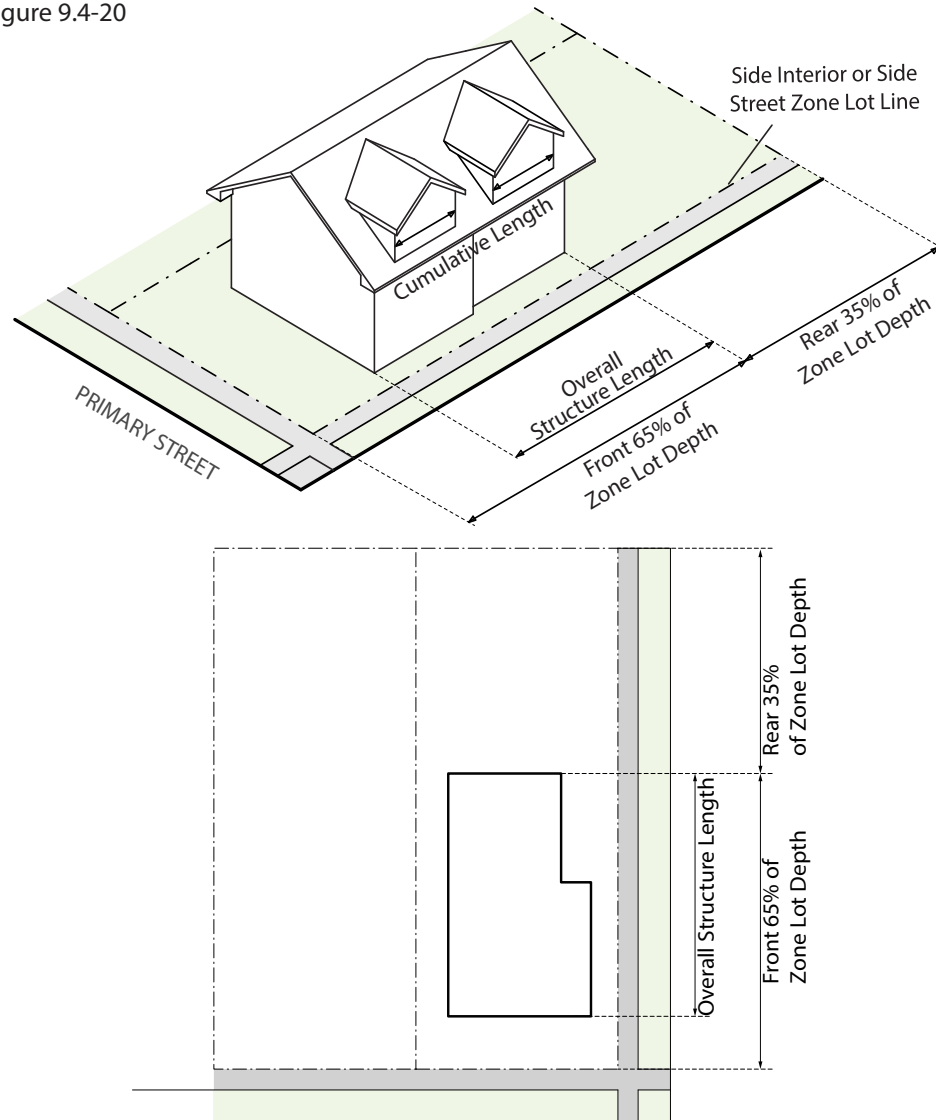 gure 9.4-20
Side Interior or Side
Street Zone Lot Line
Cumulative Length
Rear 35% of
Zone Lot Depth
Overall
Structure Length
Front 65% of
Zone Lot Depth
PRIMARY STREET
Rear 35%
of Zone Lot Depth
Overall Structure Length
Front 65% of
Zone Lot Depth